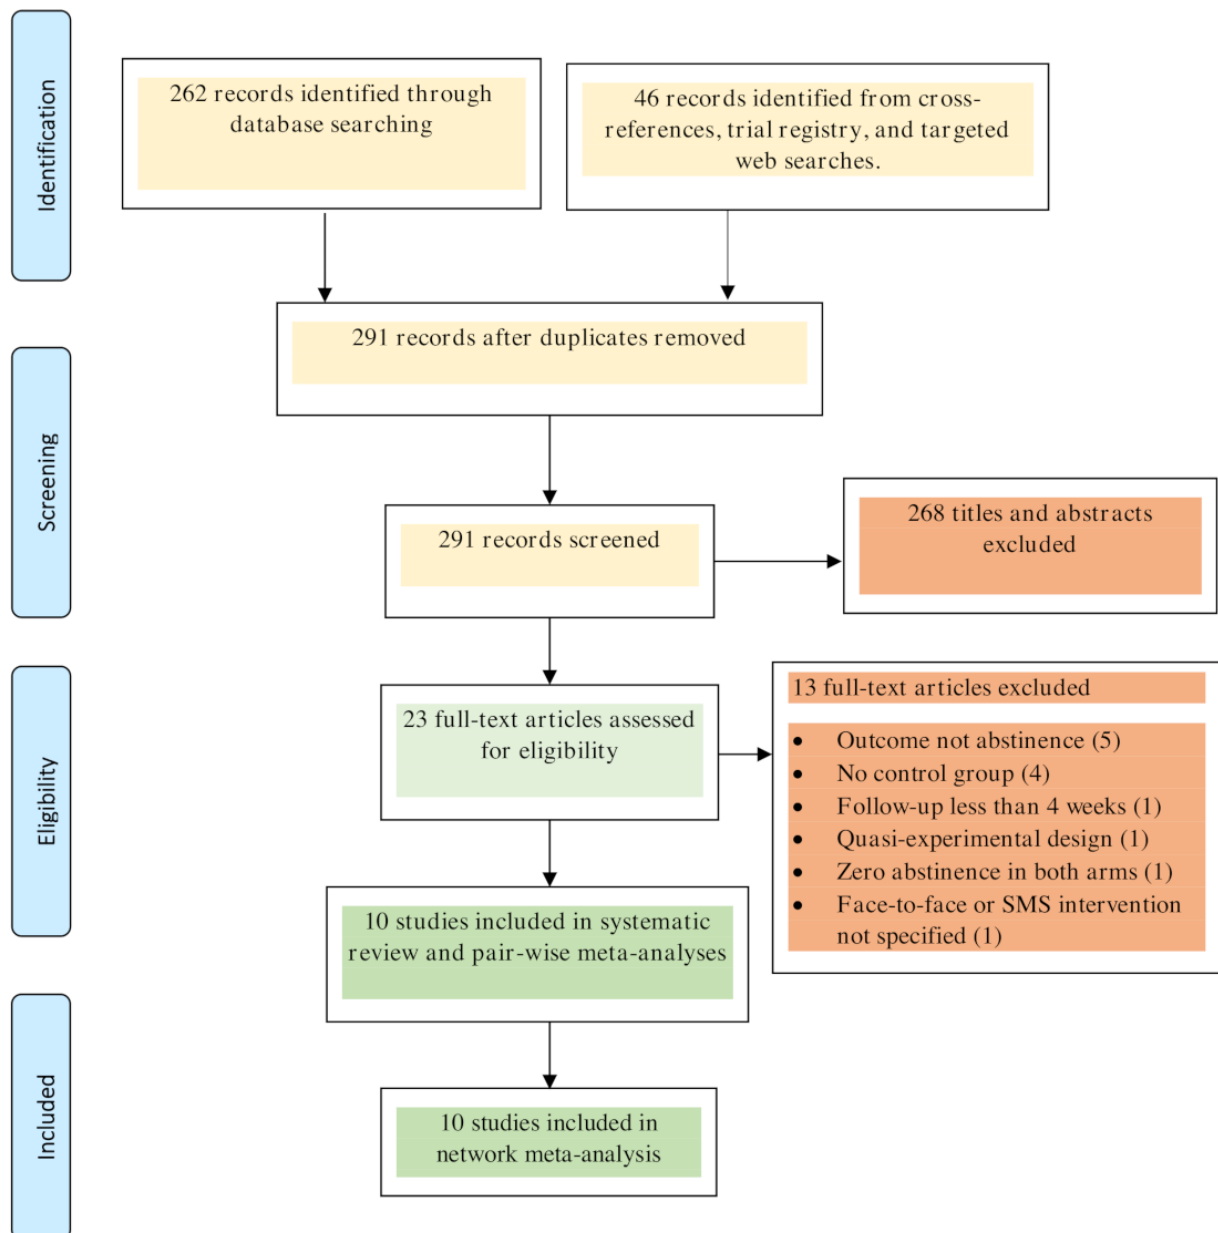 Identification
262 records identified through
database searching
46 records identified from cross-
references, trial registry, and targeted
web searches.
291 records after duplicates removed
Screening
291 records screened
268 titles and abstracts
excluded
Eligibility
23 full-text articles assessed
for eligibility
13 full-text articles excluded
• Outcome not abstinence (5)
• No control group (4)
• Follow-up less than 4 weeks (1)
• Quasi-experimental design (1)
• Zero abstinence in both arms (1)
• Face-to-face or SMS intervention
not specified (1)
10 studies included in systematic
review and pair-wise meta-analyses
Included
10 studies included in
network meta-analysis